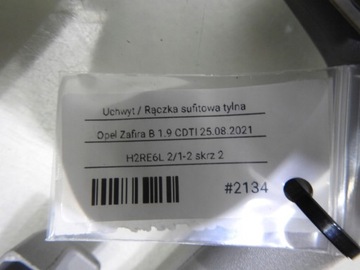 Uchwyt / Rączka sufitowa tylna
Opel Zafira B 1.9 CDTI 25.08.2021
H2RE6L 2/1-2 skrz 2
#2134